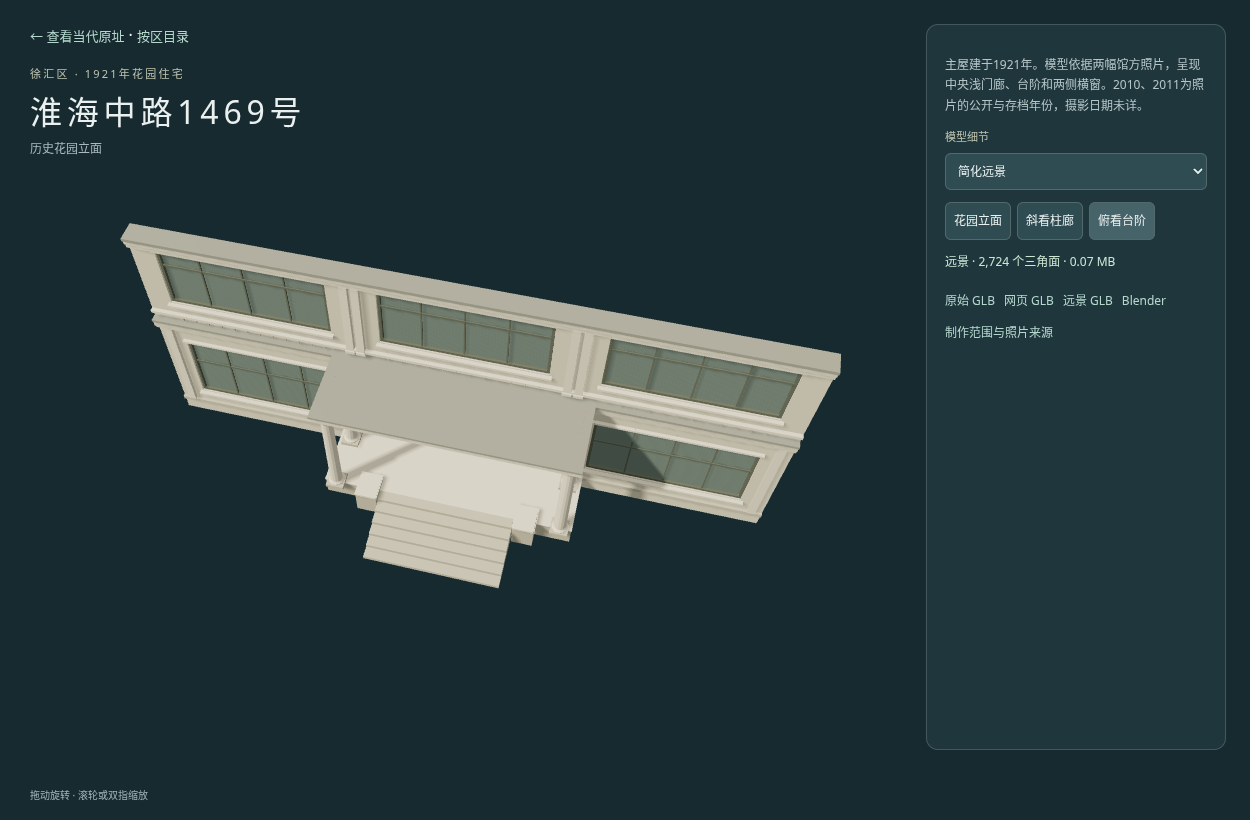 ← 查看当代原址 · 按区目录
徐汇区 · 1921年花园住宅
淮海中路1469号
历史花园立面
主屋建于1921年。模型依据两幅馆方照片，呈现
中央浅门廊、台阶和两侧横窗。2010、2011为照
片的公开与存档年份，摄影日期未详。
模型细节
简化远景
花园立面 斜看柱廊 俯看台阶
远景 · 2,724 个三角面 · 0.07 MB
原始 GLB 网页 GLB 远景 GLB Blender
制作范围与照片来源
拖动旋转 · 滚轮或双指缩放